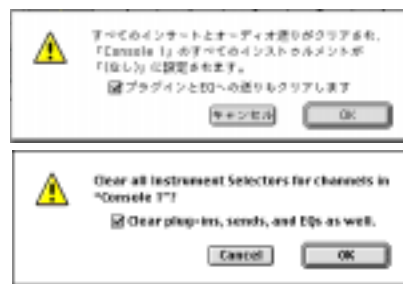 すべてのインサートとオーディオ送りがクリアされ、
「Console 1」のすべてのインストゥルメントが
「(なし)」に設定されます。
プラグインとEQへの送りもクリアします
キャンセル
OK
Clear all Instrument Selectors for channels in
"Console 1"?
Clear plug-ins, sends, and EQs as well.
Cancel
OK